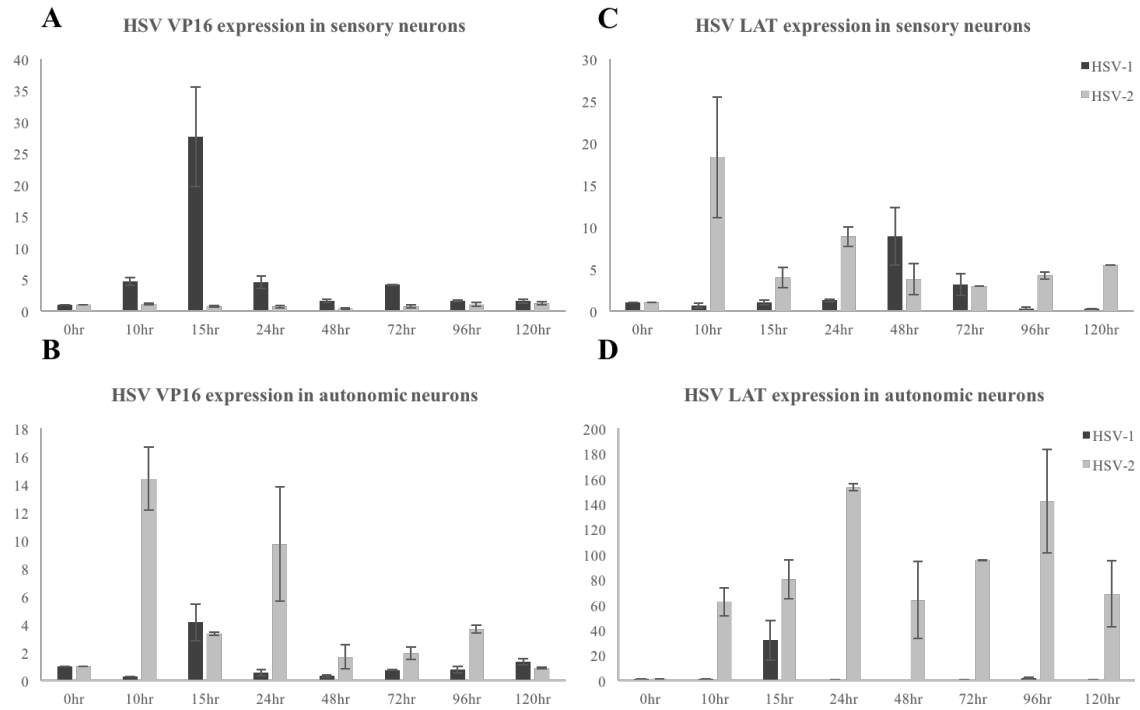 A
HSV VP16 expression in sensory neurons
40
35
30
25
20
15
10
5
0
0hr 10hr 15hr 24hr 48hr 72hr 96hr 120hr
C
HSV LAT expression in sensory neurons
30
25
20
15
10
5
0
HSV-1
HSV-2
0hr 10hr 15hr 24hr 48hr 72hr 96hr 120hr
B
HSV VP16 expression in autonomic neurons
18
16
14
12
10
8
6
4
2
0
0hr 10hr 15hr 24hr 48hr 72hr 96hr 120hr
D
HSV LAT expression in autonomic neurons
200
180
160
140
120
100
80
60
40
20
0
HSV-1
HSV-2
0hr 10hr 15hr 24hr 48hr 72hr 96hr 120hr